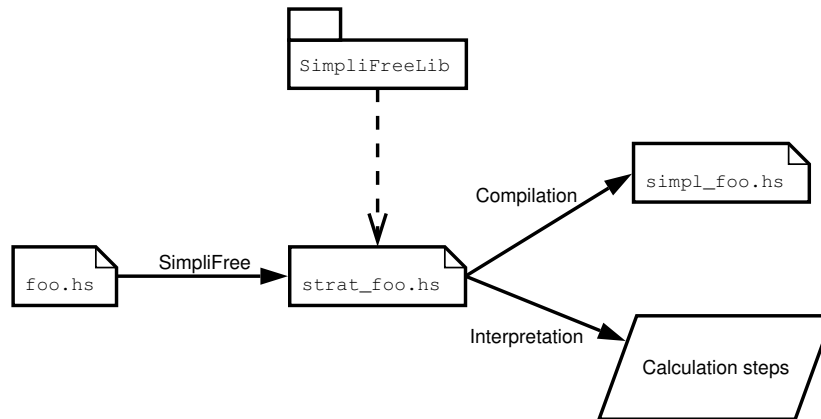 SimpliFreeLib
Compilation
simpl_foo.hs
SimpliFree
foo.hs
strat_foo.hs
Interpretation
Calculation steps